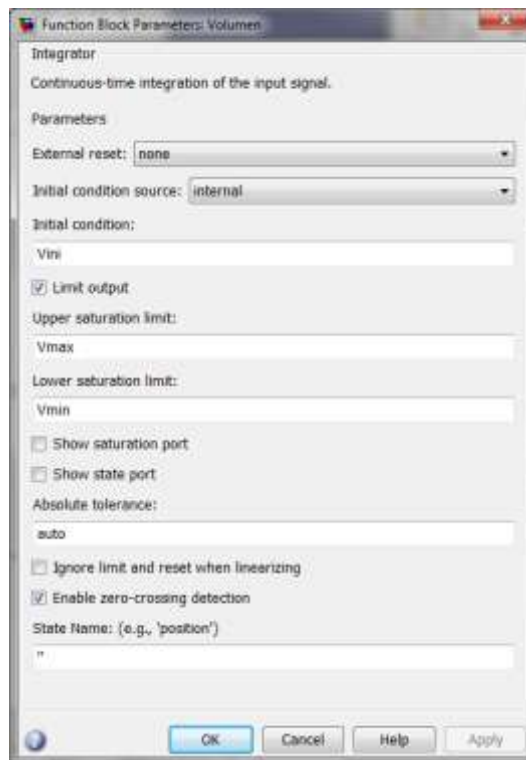 Function Block Parameters: Volumen
Integrator
Continuous-time integration of the input signal.
Parameters
External reset: none
Initial condition source: internal
Initial condition:
Vini
Limit output
Upper saturation limit:
Vmax
Lower saturation limit:
Vmin
Show saturation port
Show state port
Absolute tolerance:
auto
Ignore limit and reset when linearizing
Enable zero-crossing detection
State Name: (e.g., 'position')
''
OK Cancel Help Apply